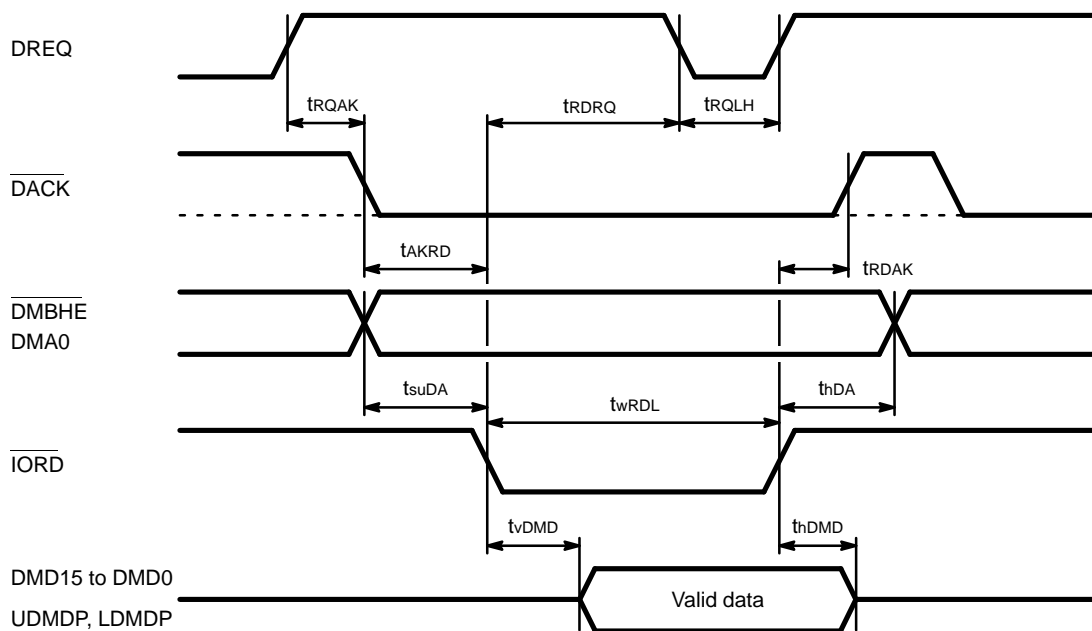 DREQ
tRQAK
tRDRQ
tRQLH
DACK
tAKRD
tRDAK
DMBHE
DMA0
tsuDA
twRDL
thDA
IORD
tvDMD
thDMD
DMD15 to DMD0
Valid data
UDMDP, LDMDP